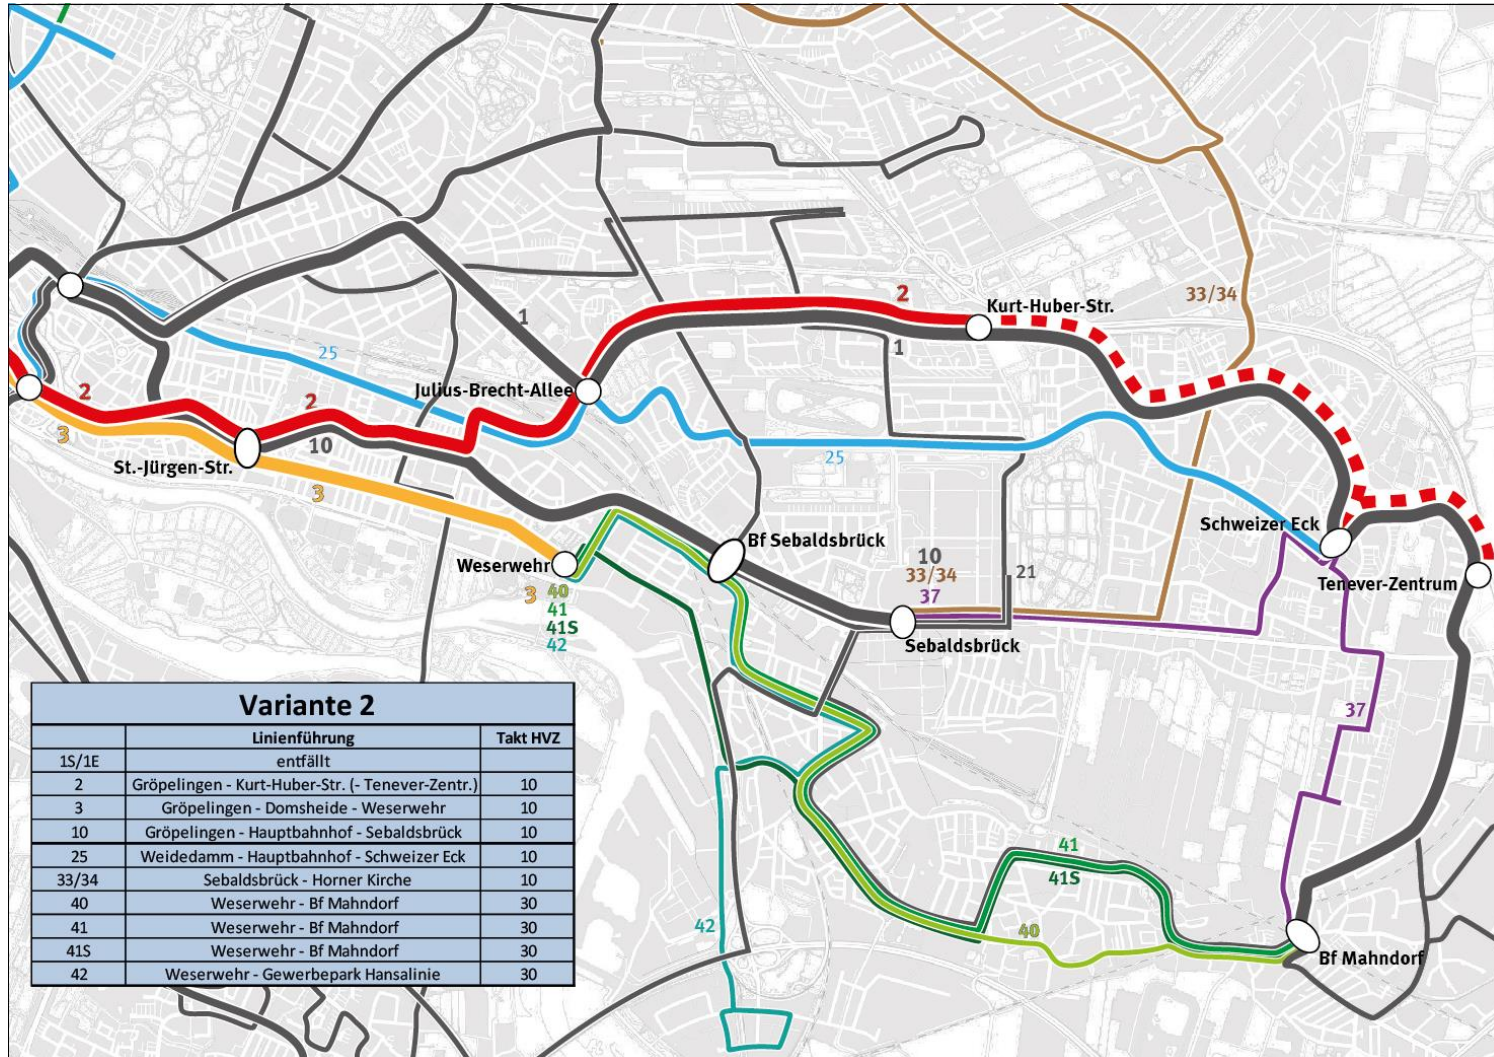 33/34
2
Kurt-Huber-Str.
1
1
25
Julius-Brecht-Allee
2
2
3
10
St.-Jürgen-Str.
25
3
Schweizer Eck
Bf Sebaldsbrück
10
33/34
37
21
Weserwehr
Tenever-Zentrum
3
40
41
41S
42
Sebaldsbrück
37
Variante 2
Linienführung Takt HVZ
1S/1E entfällt
2 Gröpelingen - Kurt-Huber-Str. (- Tenever-Zentr.) 10
3 Gröpelingen - Domsheide - Weserwehr 10
10 Gröpelingen - Hauptbahnhof - Sebaldsbrück 10
25 Weidedamm - Hauptbahnhof - Schweizer Eck 10
33/34 Sebaldsbrück - Horner Kirche 10
40 Weserwehr - Bf Mahndorf 30
41 Weserwehr - Bf Mahndorf 30
41S Weserwehr - Bf Mahndorf 30
42 Weserwehr - Gewerbepark Hansalinie 30
41
41S
42
40
Bf Mahndorf